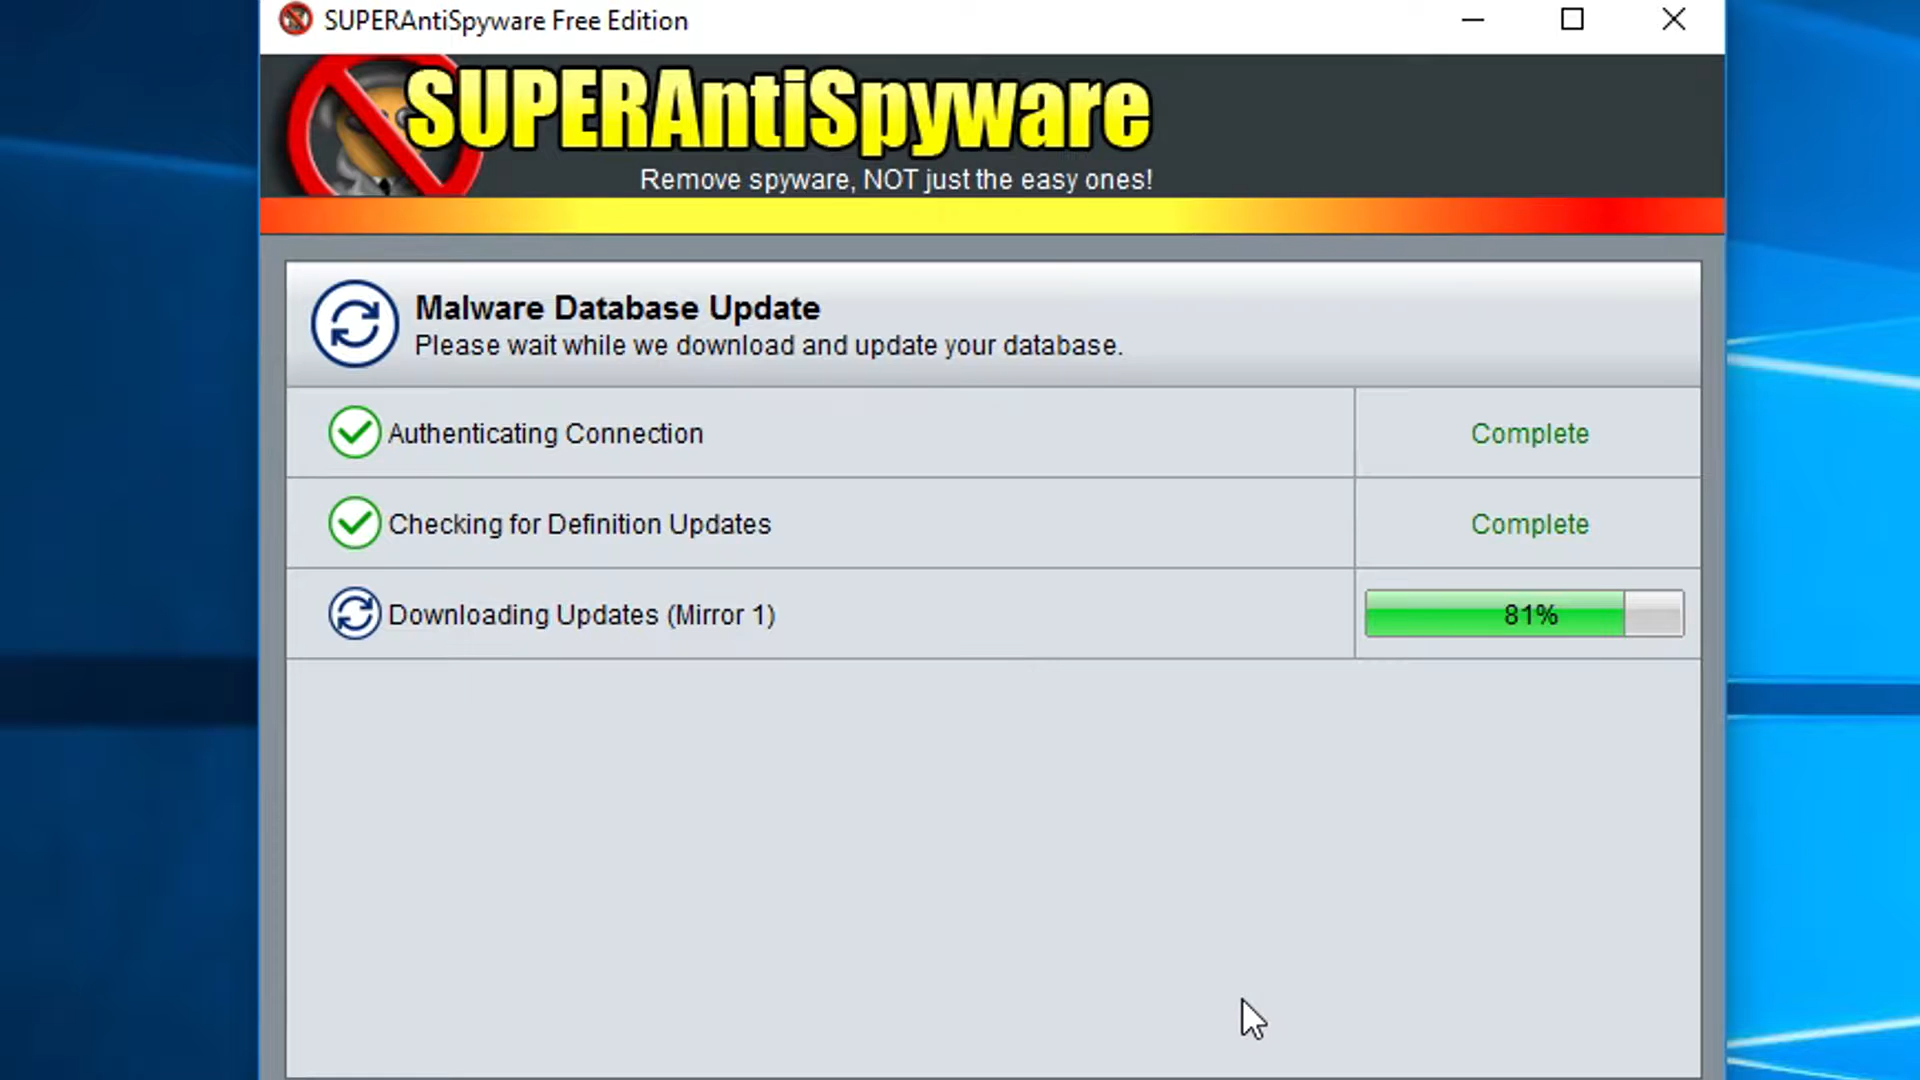 SUPERAntiSpyware Free Edition
SUPERAntiSpyware
Remove spyware, NOT just the easy ones!
Malware Database Update
Please wait while we download and update your database.
Authenticating Connection Complete
Checking for Definition Updates Complete
Downloading Updates (Mirror 1) 81%